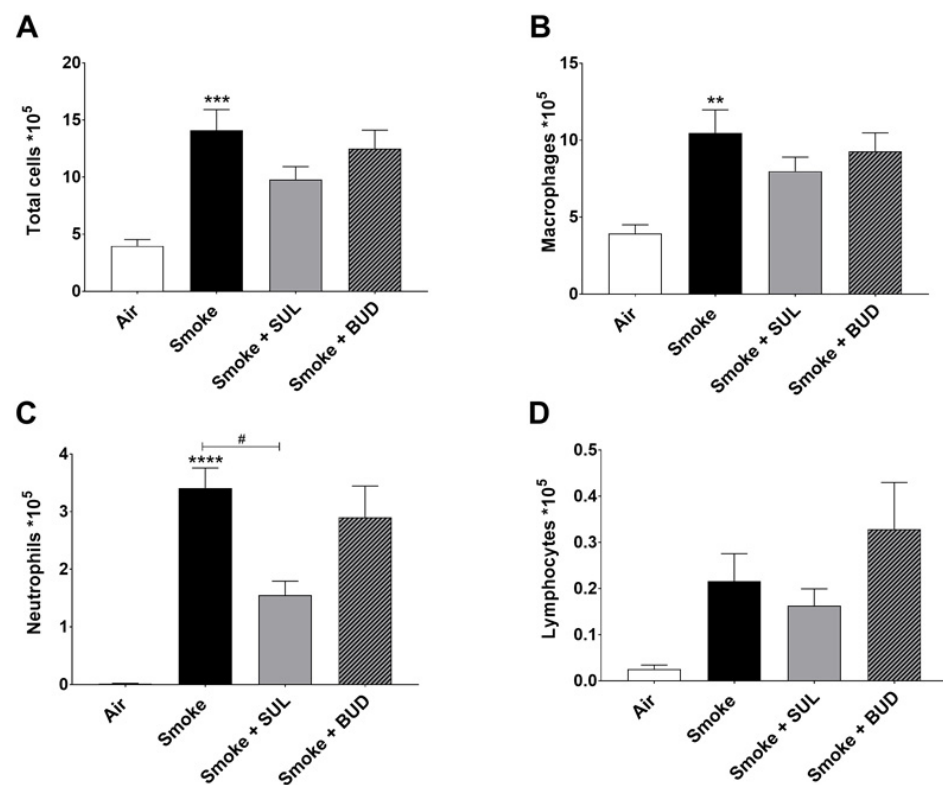 A
Total cells *10⁵
20
15
10
5
0
***
Air
Smoke
Smoke + SUL
Smoke + BUD
B
Macrophages *10⁵
15
10
5
0
**
Air
Smoke
Smoke + SUL
Smoke + BUD
C
Neutrophils *10⁵
4
3
2
1
0
****
#
Air
Smoke
Smoke + SUL
Smoke + BUD
D
Lymphocytes *10⁵
0.5
0.4
0.3
0.2
0.1
0.0
Air
Smoke
Smoke + SUL
Smoke + BUD